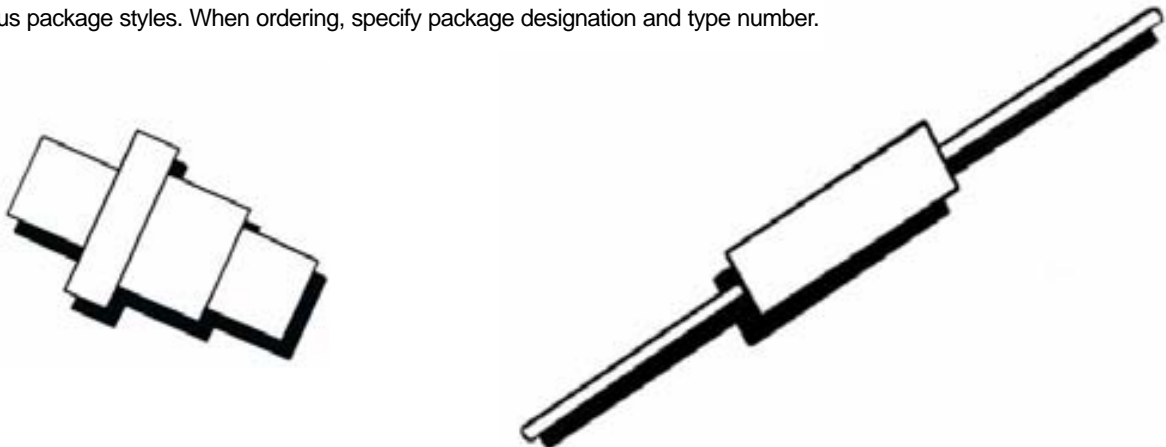 us package styles. When ordering, specify package designation and type number.